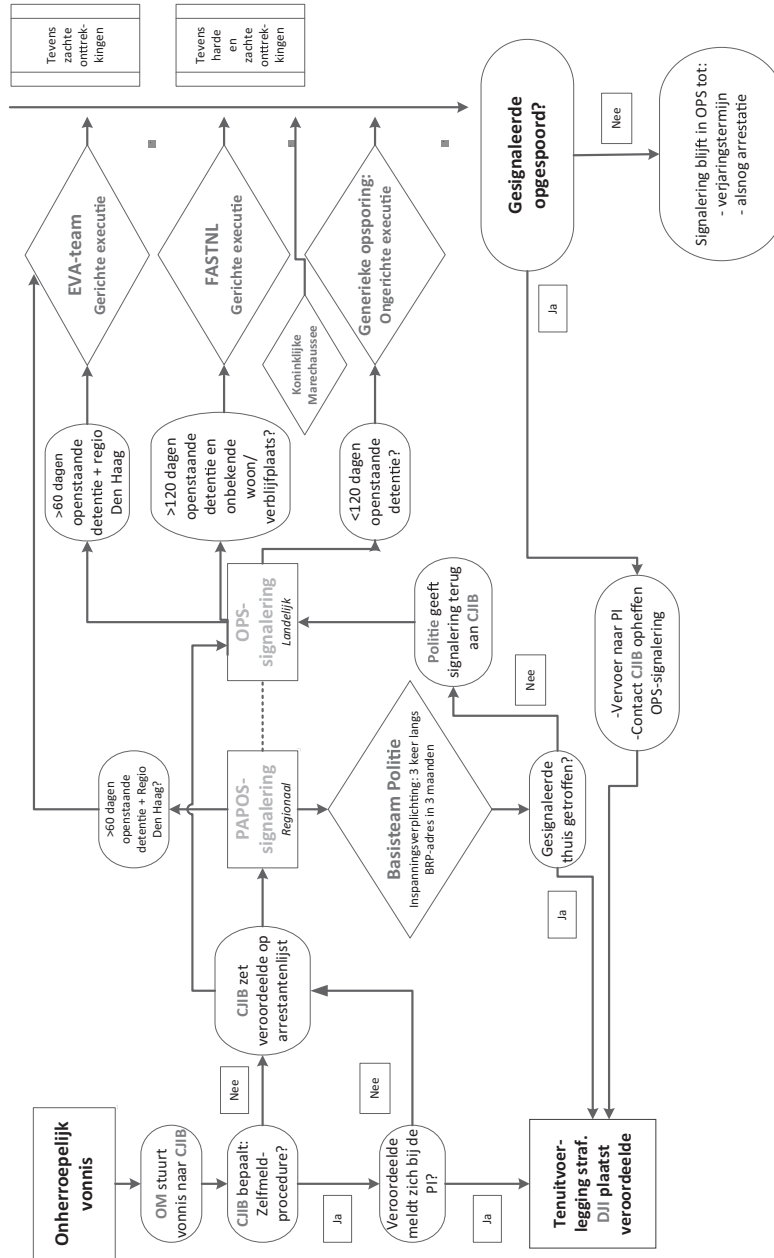 Onherroepelijk
vonnis
OM stuurt
vonnis naar CJIB
CJIB bepaalt:
Zelfmeld-
procedure?
Nee
Ja
Veroordeelde
meldt zich bij de
PI?
Nee
Ja
Tenuitvoer-
legging straf.
DJI plaatst
veroordeelde
CJIB zet
veroordeelde op
arrestantenlijst
>60 dagen
openstaande
detentie + Regio
Den Haag?
PAPOS-
signalering
Regionaal
Basisteam Politie
Inspanningsverplichting: 3 keer langs
BRP-adres in 3 maanden
Gesignaleerde
thuis getroffen?
Ja
Nee
Politie geeft
signalering terug
aan CJIB
OPS-
signalering
Landelijk
>60 dagen
openstaande
detentie + regio
Den Haag
>120 dagen
openstaande
detentie en
onbekende
woon/
verblijfplaats?
<120 dagen
openstaande
detentie?
EVA-team
Gerichte executie
FASTNL
Gerichte executie
Koninklijke
Marechaussee
Generieke opsporing:
Ongerichte executie
Tevens
zachte
onttrek-
kingen
Tevens
harde
en
zachte
onttrek-
kingen
Gesignaleerde
opgespoord?
Ja
Nee
-Vervoer naar PI
-Contact CJIB opheffen
OPS-signalering
Signalering blijft in OPS tot:
- verjaringstermijn
- alsnog arrestatie